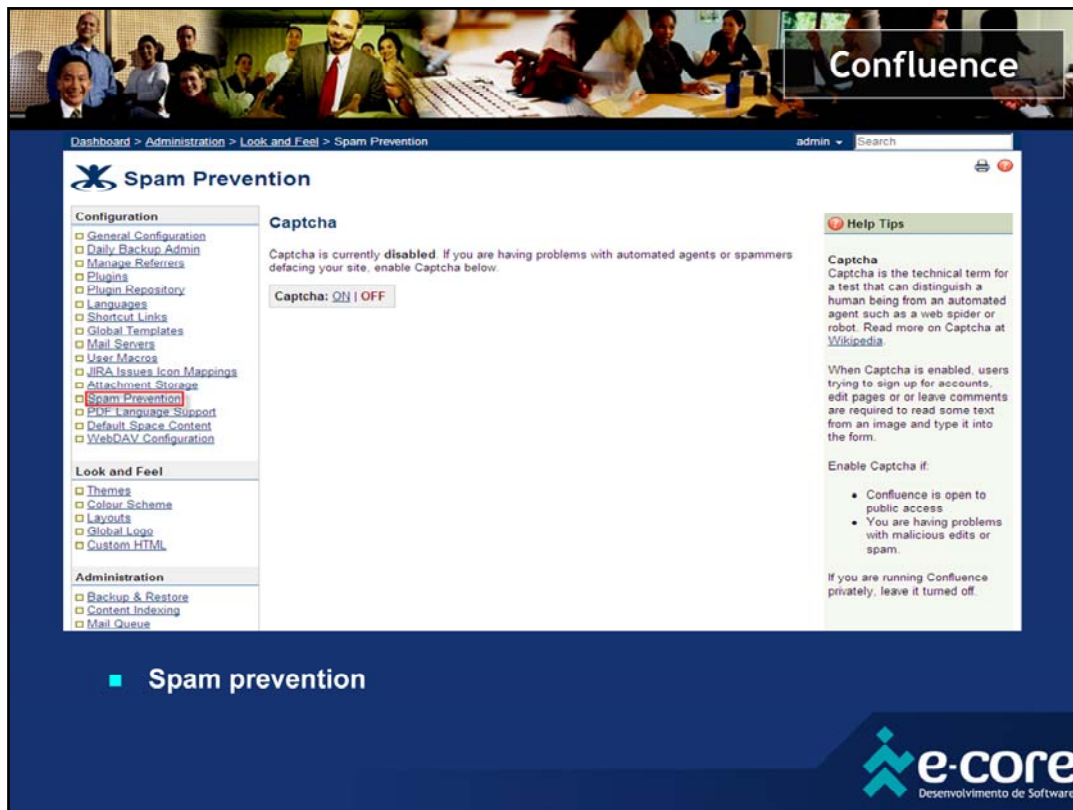 Confluence
Dashboard > Administration > Look and Feel > Spam Prevention
admin
Search
Spam Prevention
Configuration
General Configuration
Daily Backup Admin
Manage Referrers
Plugins
Plugin Repository
Languages
Shortcut Links
Global Templates
Mail Servers
User Macros
JIRA Issues Icon Mappings
Attachment Storage
Spam Prevention
PDF Language Support
Default Space Content
WebDAV Configuration
Look and Feel
Themes
Colour Scheme
Layouts
Global Logo
Custom HTML
Administration
Backup & Restore
Content Indexing
Mail Queue
Captcha
Captcha is currently disabled. If you are having problems with automated agents or spammers
defacing your site, enable Captcha below.
Captcha: ON | OFF
Help Tips
Captcha
Captcha is the technical term for
a test that can distinguish a
human being from an automated
agent such as a web spider or
robot. Read more on Captcha at
Wikipedia.
When Captcha is enabled, users
trying to sign up for accounts,
edit pages or or leave comments
are required to read some text
from an image and type it into
the form.
Enable Captcha if:
Confluence is open to
public access
You are having problems
with malicious edits or
spam.
If you are running Confluence
privately, leave it turned off.
Spam prevention
e-core
Desenvolvimento de Software